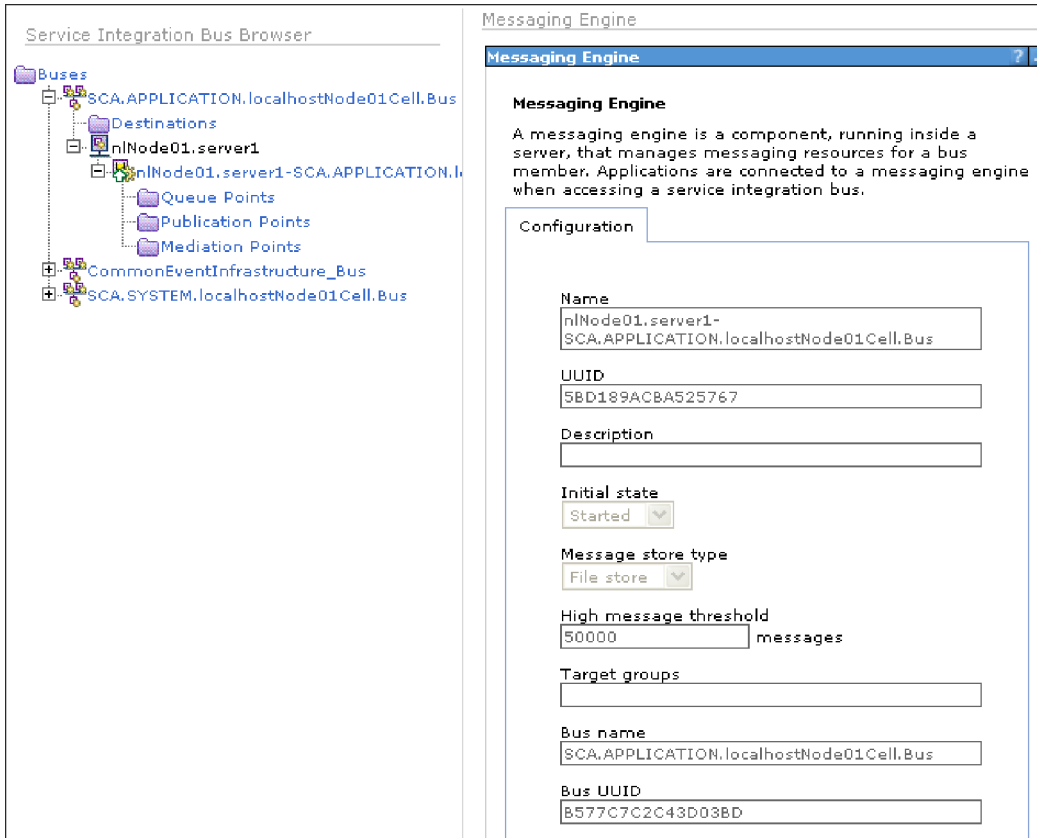 Service Integration Bus Browser
Buses
SCA.APPLICATION.localhostNode01Cell.Bus
Destinations
nlNode01.server1
nlNode01.server1-SCA.APPLICATION.l
Queue Points
Publication Points
Mediation Points
CommonEventInfrastructure_Bus
SCA.SYSTEM.localhostNode01Cell.Bus
Messaging Engine
Messaging Engine ?
Messaging Engine
A messaging engine is a component, running inside a
server, that manages messaging resources for a bus
member. Applications are connected to a messaging engine
when accessing a service integration bus.
Configuration
Name
nlNode01.server1-
SCA.APPLICATION.localhostNode01Cell.Bus
UUID
5BD189ACBA525767
Description
Initial state
Started
Message store type
File store
High message threshold
50000 messages
Target groups
Bus name
SCA.APPLICATION.localhostNode01Cell.Bus
Bus UUID
B577C7C2C43D03BD